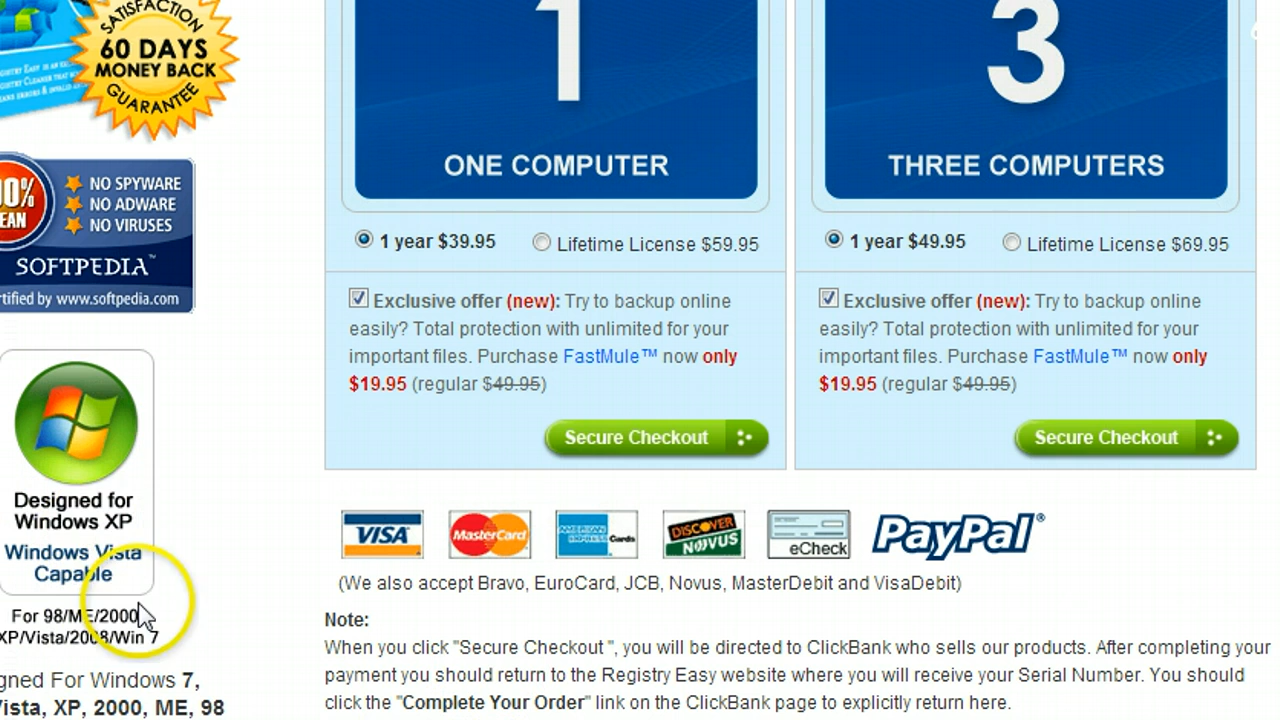 SATISFACTION
60 DAYS
MONEY BACK
GUARANTEE
1
ONE COMPUTER
3
THREE COMPUTERS
NO SPYWARE
NO ADWARE
NO VIRUSES
SOFTPEDIA™
rtified by www.softpedia.com
1 year $39.95 Lifetime License $59.95
1 year $49.95 Lifetime License $69.95
Exclusive offer (new): Try to backup online
easily? Total protection with unlimited for your
important files. Purchase FastMule™ now only
$19.95 (regular $49.95)
Secure Checkout
Exclusive offer (new): Try to backup online
easily? Total protection with unlimited for your
important files. Purchase FastMule™ now only
$19.95 (regular $49.95)
Secure Checkout
Designed for
Windows XP
Windows Vista
Capable
For 98/ME/2000
XP/Vista/2008/Win 7
gned For Windows 7,
ista, XP, 2000, ME, 98
VISA MasterCard AMERICAN EXPRESS Cards DISCOVER NOVUS eCheck PayPal®
(We also accept Bravo, EuroCard, JCB, Novus, MasterDebit and VisaDebit)
Note:
When you click "Secure Checkout ", you will be directed to ClickBank who sells our products. After completing your
payment you should return to the Registry Easy website where you will receive your Serial Number. You should
click the "Complete Your Order" link on the ClickBank page to explicitly return here.